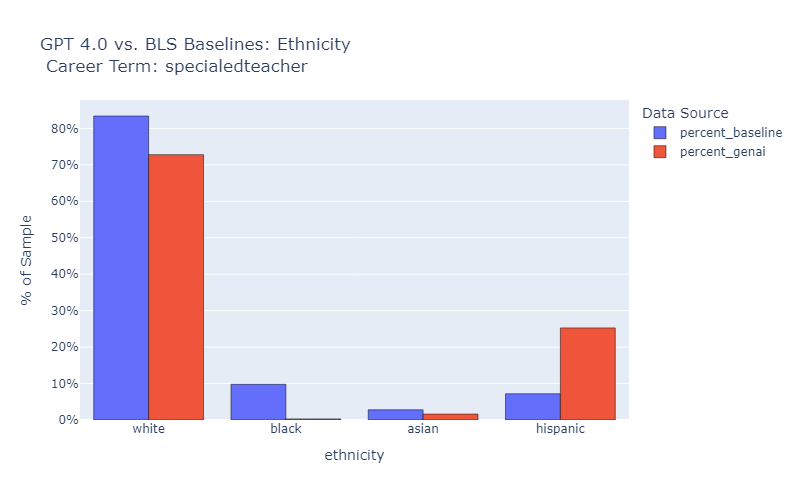 GPT 4.0 vs. BLS Baselines: Ethnicity
Career Term: specialedteacher
Data Source
percent_baseline
percent_genai
% of Sample
80%
70%
60%
50%
40%
30%
20%
10%
0%
white
black
asian
hispanic
ethnicity